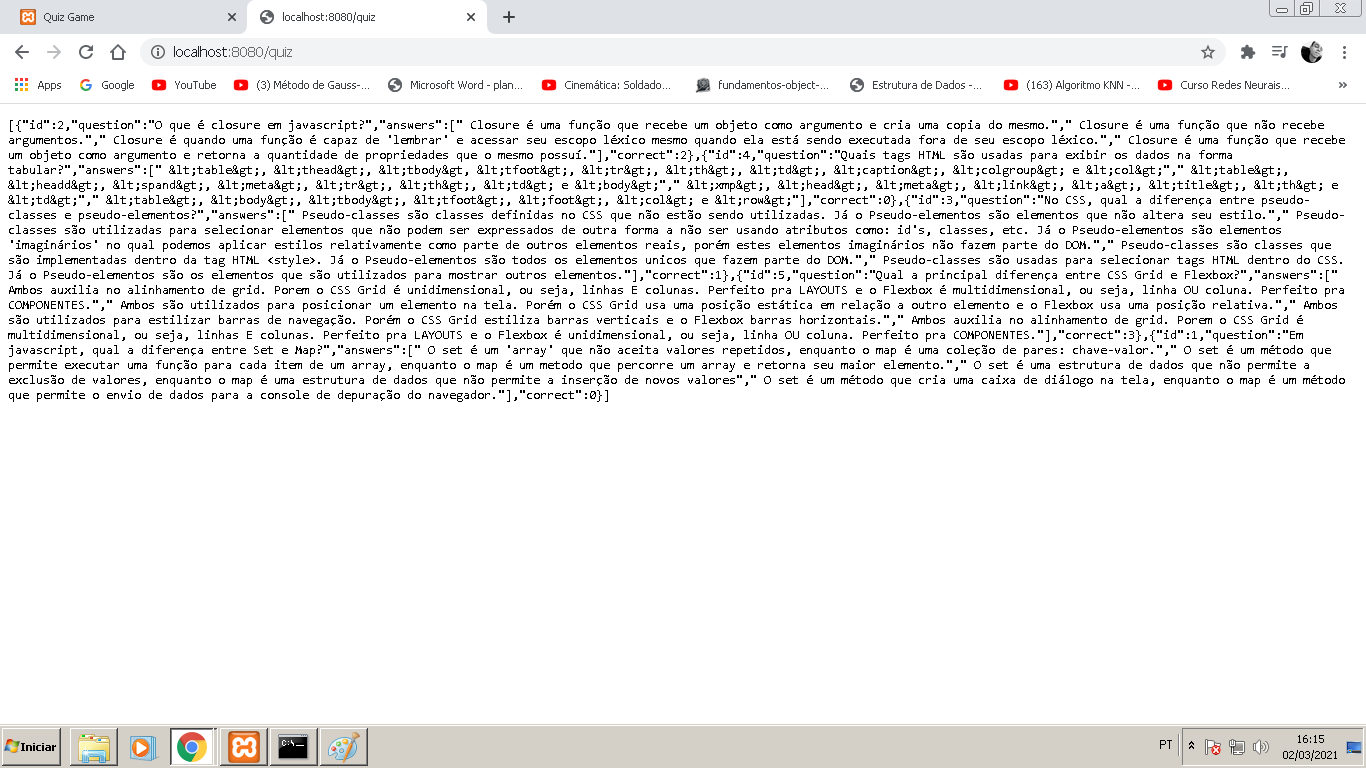 Quiz Game
localhost:8080/quiz
localhost:8080/quiz
Apps Google YouTube (3) Método de Gauss-... Microsoft Word - plan... Cinemática: Soldado... fundamentos-object-... Estrutura de Dados -... (163) Algoritmo KNN -... Curso Redes Neurais... »
[{"id":2,"question":"O que é closure em javascript?","answers":[" Closure é uma função que recebe um objeto como argumento e cria uma copia do mesmo."," Closure é uma função que não recebe
argumentos."," Closure é quando uma função é capaz de 'lembrar' e acessar seu escopo léxico mesmo quando ela está sendo executada fora de seu escopo léxico."," Closure é uma função que recebe
um objeto como argumento e retorna a quantidade de propriedades que o mesmo possuí."],"correct":2},{"id":4,"question":"Quais tags HTML são usadas para exibir os dados na forma
tabular?","answers":[" &lt;table&gt;, &lt;thead&gt;, &lt;tbody&gt, &lt;tfoot&gt;, &lt;tr&gt;, &lt;th&gt;, &lt;td&gt;, &lt;caption&gt;, &lt;colgroup&gt; e &lt;col&gt;"," &lt;table&gt;,
&lt;headd&gt;, &lt;spand&gt;, &lt;meta&gt;, &lt;tr&gt;, &lt;th&gt;, &lt;td&gt; e &lt;body&gt;"," &lt;xmp&gt;, &lt;head&gt;, &lt;meta&gt;, &lt;link&gt;, &lt;a&gt;, &lt;title&gt;, &lt;th&gt; e
&lt;td&gt;"," &lt;table&gt;, &lt;body&gt;, &lt;tbody&gt;, &lt;tfoot&gt;, &lt;foot&gt;, &lt;col&gt; e &lt;row&gt;"],"correct":0},{"id":3,"question":"No CSS, qual a diferença entre pseudo-
classes e pseudo-elementos?","answers":[" Pseudo-classes são classes definidas no CSS que não estão sendo utilizadas. Já o Pseudo-elementos são elementos que não altera seu estilo."," Pseudo-
classes são utilizadas para selecionar elementos que não podem ser expressados de outra forma a não ser usando atributos como: id's, classes, etc. Já o Pseudo-elementos são elementos
'imaginários' no qual podemos aplicar estilos relativamente como parte de outros elementos reais, porém estes elementos imaginários não fazem parte do DOM."," Pseudo-classes são classes que
são implementadas dentro da tag HTML <style>. Já o Pseudo-elementos são todos os elementos unicos que fazem parte do DOM."," Pseudo-classes são usadas para selecionar tags HTML dentro do CSS.
Já o Pseudo-elementos são os elementos que são utilizados para mostrar outros elementos."],"correct":1},{"id":5,"question":"Qual a principal diferença entre CSS Grid e Flexbox?","answers":["
Ambos auxilia no alinhamento de grid. Porem o CSS Grid é unidimensional, ou seja, linhas E colunas. Perfeito pra LAYOUTS e o Flexbox é multidimensional, ou seja, linha OU coluna. Perfeito pra
COMPONENTES."," Ambos são utilizados para posicionar um elemento na tela. Porém o CSS Grid usa uma posição estática em relação a outro elemento e o Flexbox usa uma posição relativa."," Ambos
são utilizados para estilizar barras de navegação. Porém o CSS Grid estiliza barras verticais e o Flexbox barras horizontais."," Ambos auxilia no alinhamento de grid. Porem o CSS Grid é
multidimensional, ou seja, linhas E colunas. Perfeito pra LAYOUTS e o Flexbox é unidimensional, ou seja, linha OU coluna. Perfeito pra COMPONENTES."],"correct":3},{"id":1,"question":"Em
javascript, qual a diferença entre Set e Map?","answers":[" O set é um 'array' que não aceita valores repetidos, enquanto o map é uma coleção de pares: chave-valor."," O set é um método que
permite executar uma função para cada item de um array, enquanto o map é um metodo que percorre um array e retorna seu maior elemento."," O set é uma estrutura de dados que não permite a
exclusão de valores, enquanto o map é uma estrutura de dados que não permite a inserção de novos valores"," O set é um método que cria uma caixa de diálogo na tela, enquanto o map é um método
que permite o envio de dados para a console de depuração do navegador."],"correct":0}]
Iniciar
PT
16:15
02/03/2021